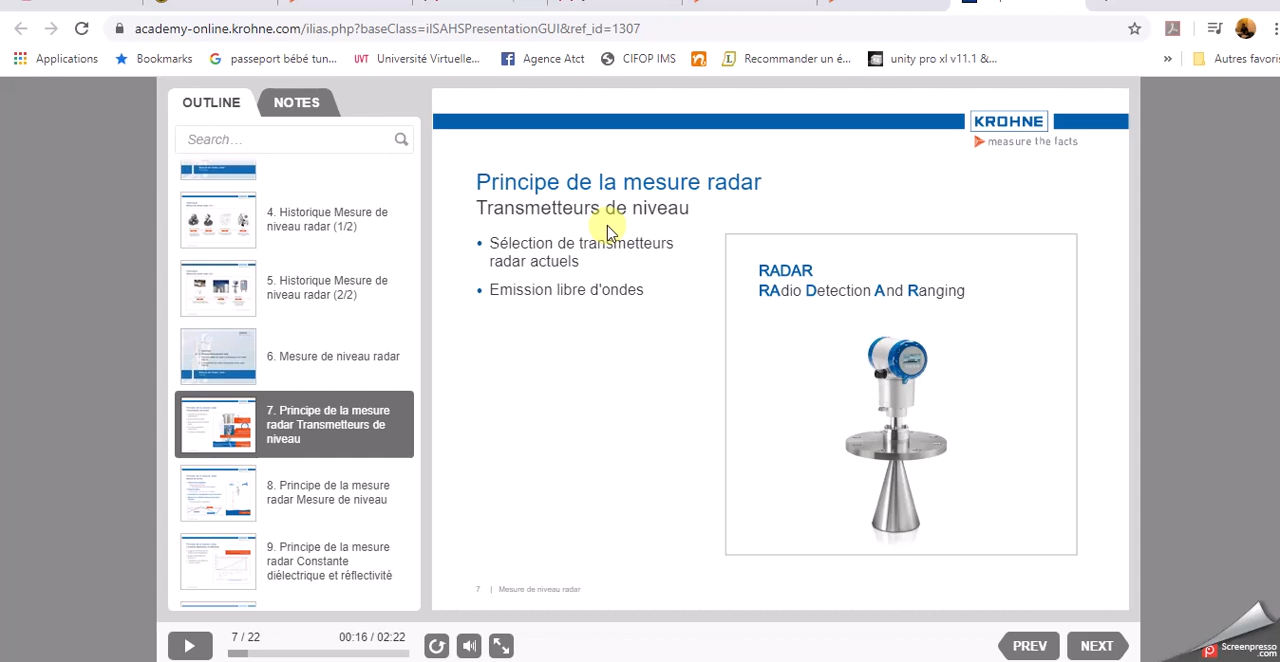 academy-online.krohne.com/ilias.php?baseClass=ilSAHSPresentationGUI&ref_id=1307
Applications
Bookmarks
passeport bébé tun...
UVT Université Virtuelle...
Agence Atct
CIFOP IMS
Recommander un é...
unity pro xl v11.1 &...
»
Autres favoris
OUTLINE
NOTES
Search...
4. Historique Mesure de
niveau radar (1/2)
5. Historique Mesure de
niveau radar (2/2)
6. Mesure de niveau radar
7. Principe de la mesure
radar Transmetteurs de
niveau
8. Principe de la mesure
radar Mesure de niveau
9. Principe de la mesure
radar Constante
diélectrique et réflectivité
KROHNE
measure the facts
Principe de la mesure radar
Transmetteurs de niveau
• Sélection de transmetteurs
radar actuels
• Emission libre d'ondes
RADAR
RAdio Detection And Ranging
7 | Mesure de niveau radar
7 / 22
00:16 / 02:22
PREV
NEXT
Screenpresso
.com